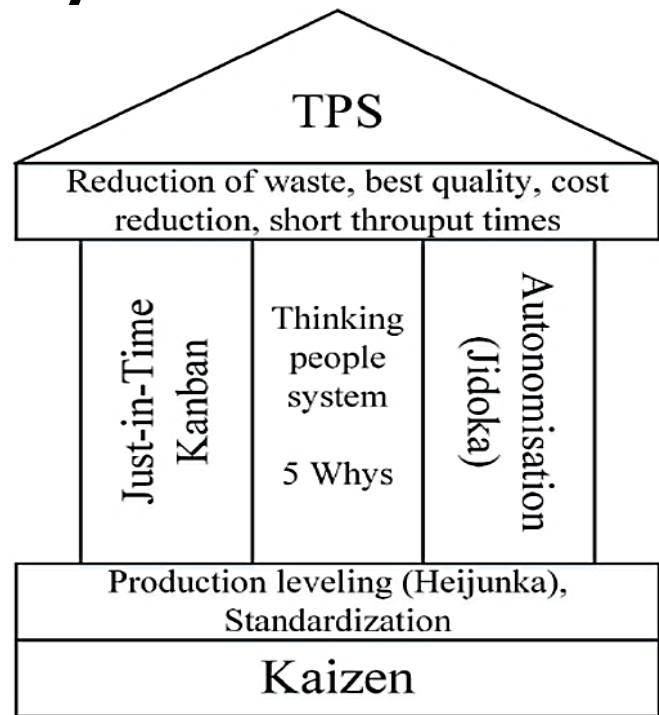 TPS
Reduction of waste, best quality, cost
reduction, short throuput times
Just-in-Time
Kanban
Thinking
people
system
5 Whys
Autonomisation
(Jidoka)
Production leveling (Heijunka),
Standardization
Kaizen